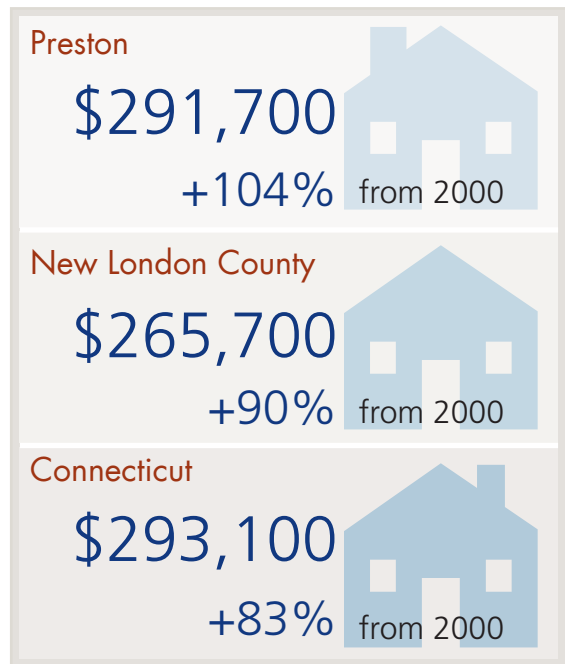 Preston
$291,700
+104% from 2000
New London County
$265,700
+90% from 2000
Connecticut
$293,100
+83% from 2000